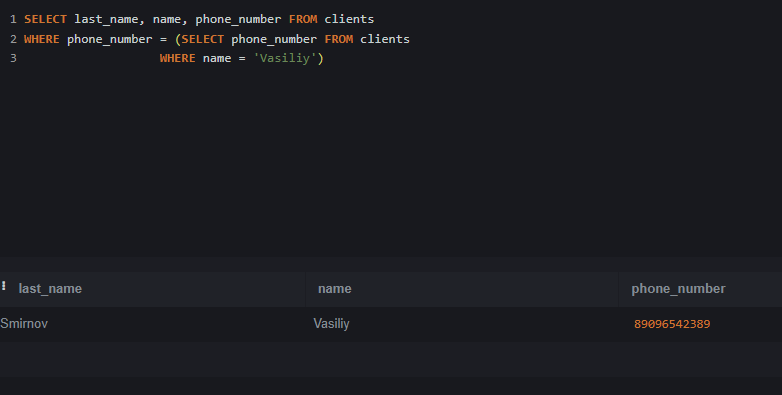 1 SELECT last_name, name, phone_number FROM clients
2 WHERE phone_number = (SELECT phone_number FROM clients
3 WHERE name = 'Vasiliy')
last_name name phone_number
Smirnov Vasiliy 89096542389